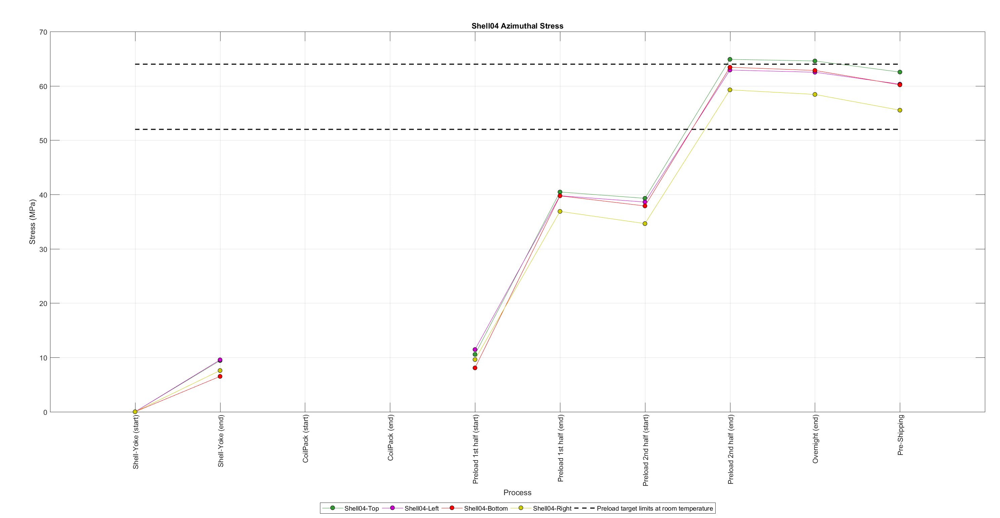 Shell04 Azimuthal Stress
70
60
50
40
30
20
10
0
Stress (MPa)
Shell-Yoke (start)
Shell-Yoke (end)
CoilPack (start)
CoilPack (end)
Preload 1st half (start)
Preload 1st half (end)
Preload 2nd half (start)
Preload 2nd half (end)
Overnight (end)
Pre-Shipping
Process
Shell04-Top Shell04-Left Shell04-Bottom Shell04-Right Preload target limits at room temperature